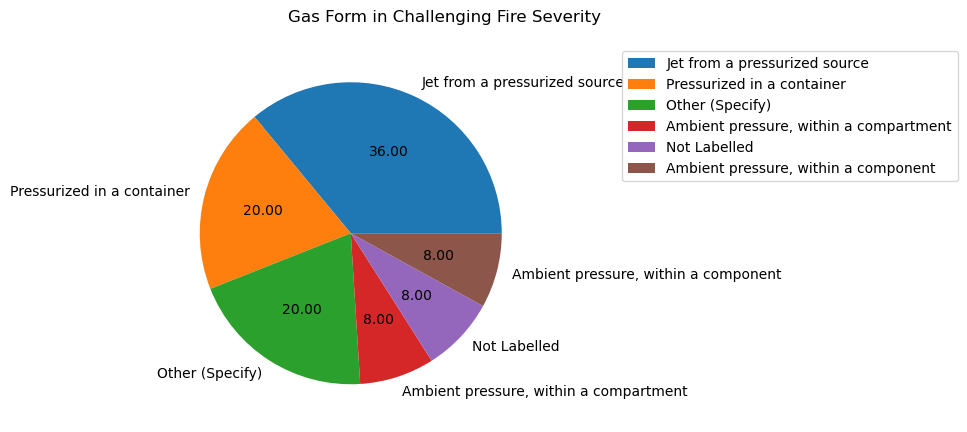 Gas Form in Challenging Fire Severity
Jet from a pressurized source
36.00
Pressurized in a container
20.00
Other (Specify)
20.00
Ambient pressure, within a compartment
8.00
Not Labelled
8.00
Ambient pressure, within a component
8.00
Jet from a pressurized source
Pressurized in a container
Other (Specify)
Ambient pressure, within a compartment
Not Labelled
Ambient pressure, within a component